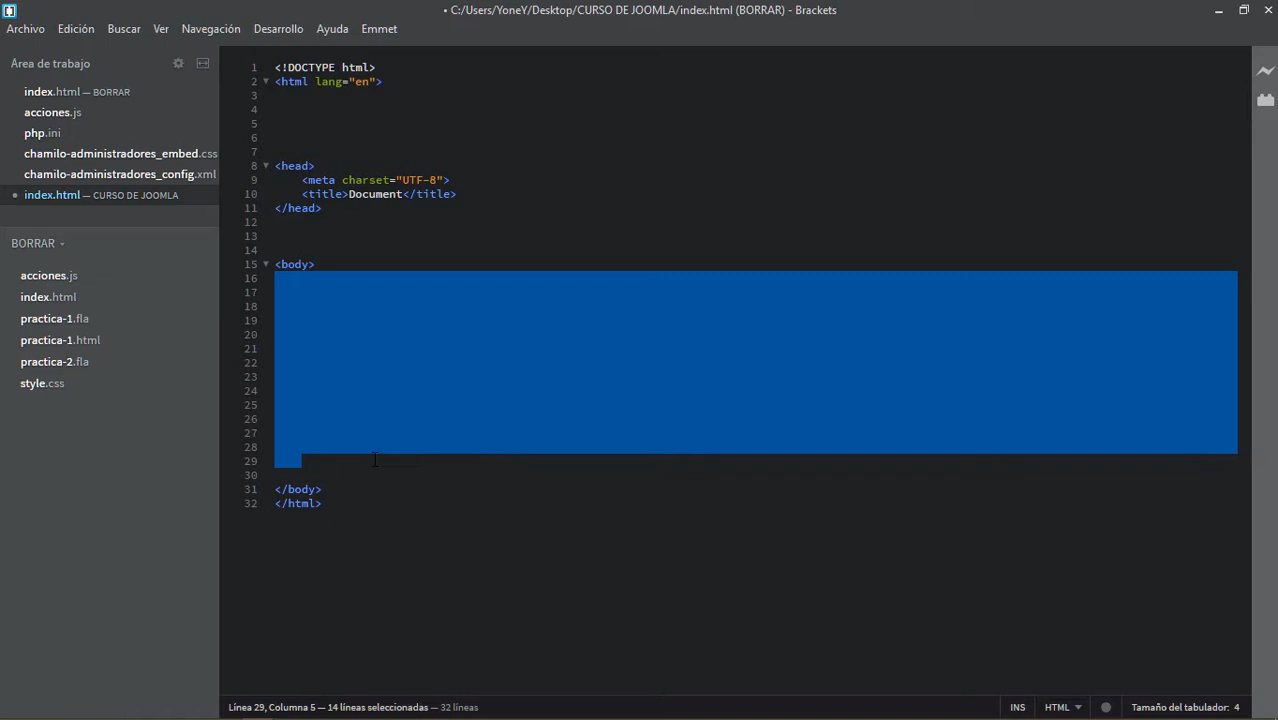 • C:/Users/YoneY/Desktop/CURSO DE JOOMLA/index.html (BORRAR) - Brackets
Archivo Edición Buscar Ver Navegación Desarrollo Ayuda Emmet
Área de trabajo
index.html — BORRAR
acciones.js
php.ini
chamilo-administradores_embed.css
chamilo-administradores_config.xml
index.html — CURSO DE JOOMLA
BORRAR
acciones.js
index.html
practica-1.fla
practica-1.html
practica-2.fla
style.css
1 <!DOCTYPE html>
2 <html lang="en">
3
4
5
6
7
8 <head>
9 <meta charset="UTF-8">
10 <title>Document</title>
11 </head>
12
13
14
15 <body>
16
17
18
19
20
21
22
23
24
25
26
27
28
29
30
31 </body>
32 </html>
Línea 29, Columna 5 — 14 líneas seleccionadas — 32 líneas
INS HTML Tamaño del tabulador: 4